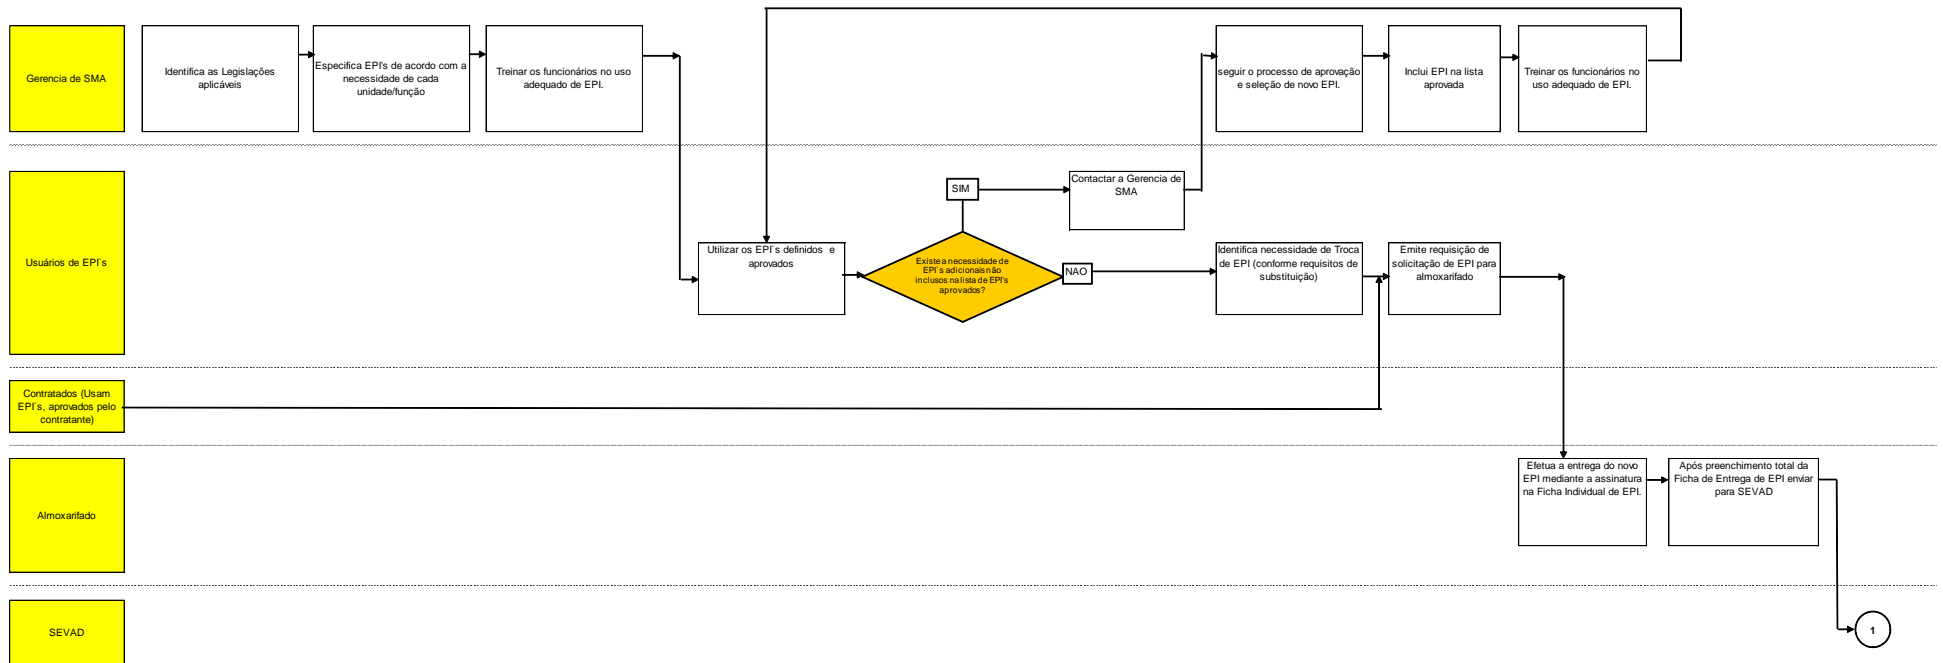 Gerencia de SMA
Identifica as Legislações
aplicáveis
Especifica EPI's de acordo com a
necessidade de cada
unidade/função
Treinar os funcionários no uso
adequado de EPI.
seguir o processo de aprovação
e seleção de novo EPI.
Inclui EPI na lista
aprovada
Treinar os funcionários no
uso adequado de EPI.
Usuários de EPI`s
Utilizar os EPI`s definidos e
aprovados
Existe a necessidade de
EPI`s adicionais não
inclusos na lista de EPI's
aprovados?
SIM
Contactar a Gerencia de
SMA
NAO
Identifica necessidade de Troca
de EPI (conforme requisitos de
substituição)
Emite requisição de
solicitação de EPI para
almoxarifado
Contratados (Usam
EPI`s, aprovados pelo
contratante)
Almoxarifado
Efetua a entrega do novo
EPI mediante a assinatura
na Ficha Individual de EPI.
Após preenchimento total da
Ficha de Entrega de EPI enviar
para SEVAD
SEVAD
1